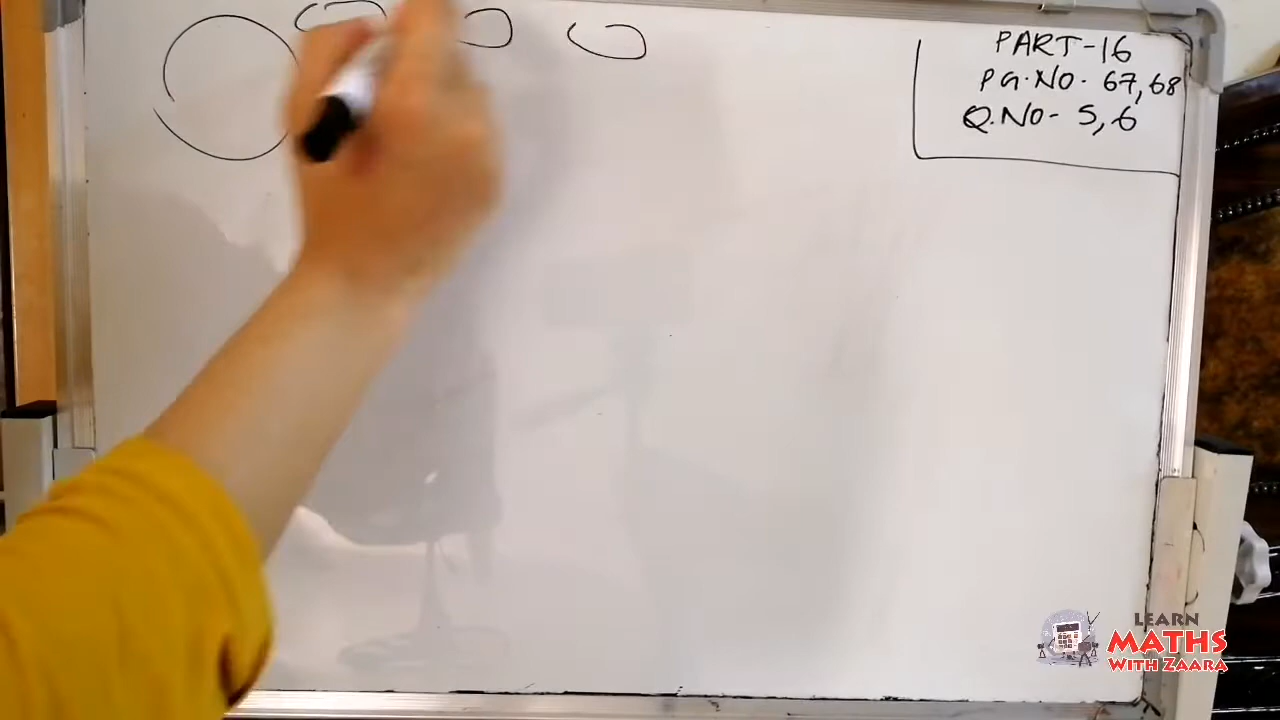 PART-16
PG.NO- 67,68
Q.NO- 5,6
LEARN
MATHS
WITH ZAARA